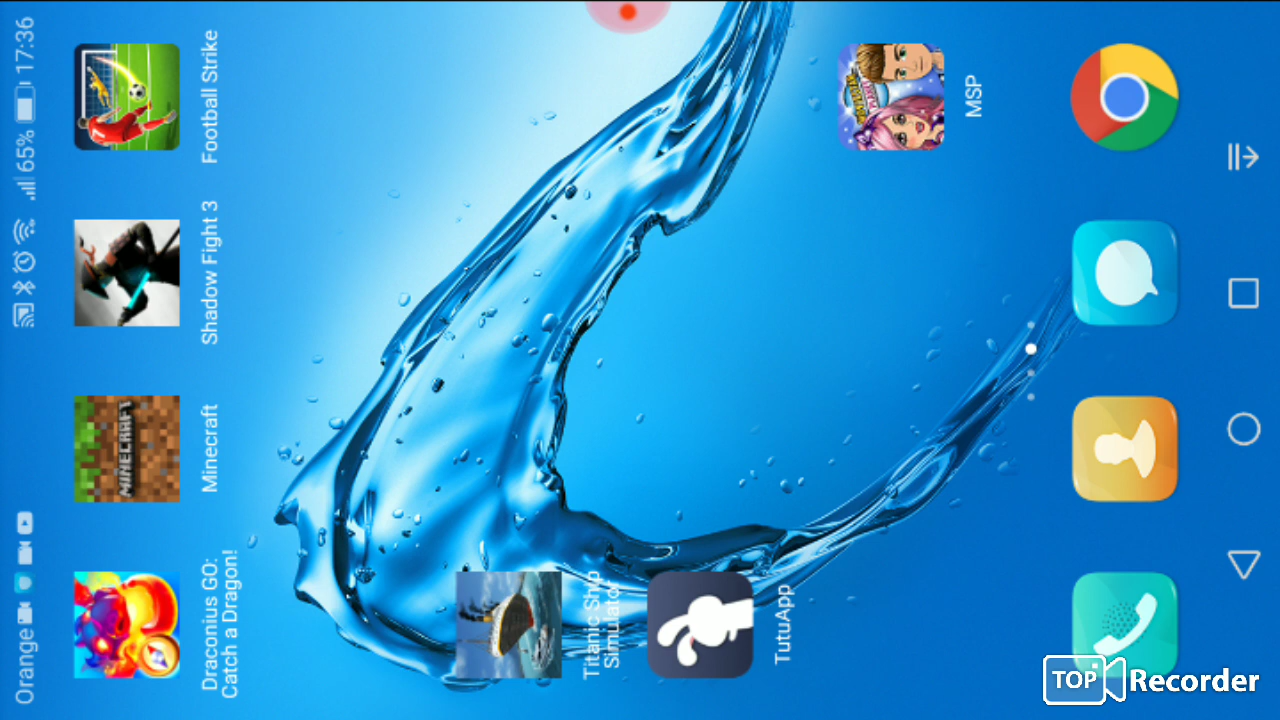 Orange
65% 17:36
Draconius GO:
Catch a Dragon!
MINECRAFT
Minecraft
Shadow Fight 3
Football Strike
Titanic Ship
Simulator
TutuApp
MSP
TOP Recorder